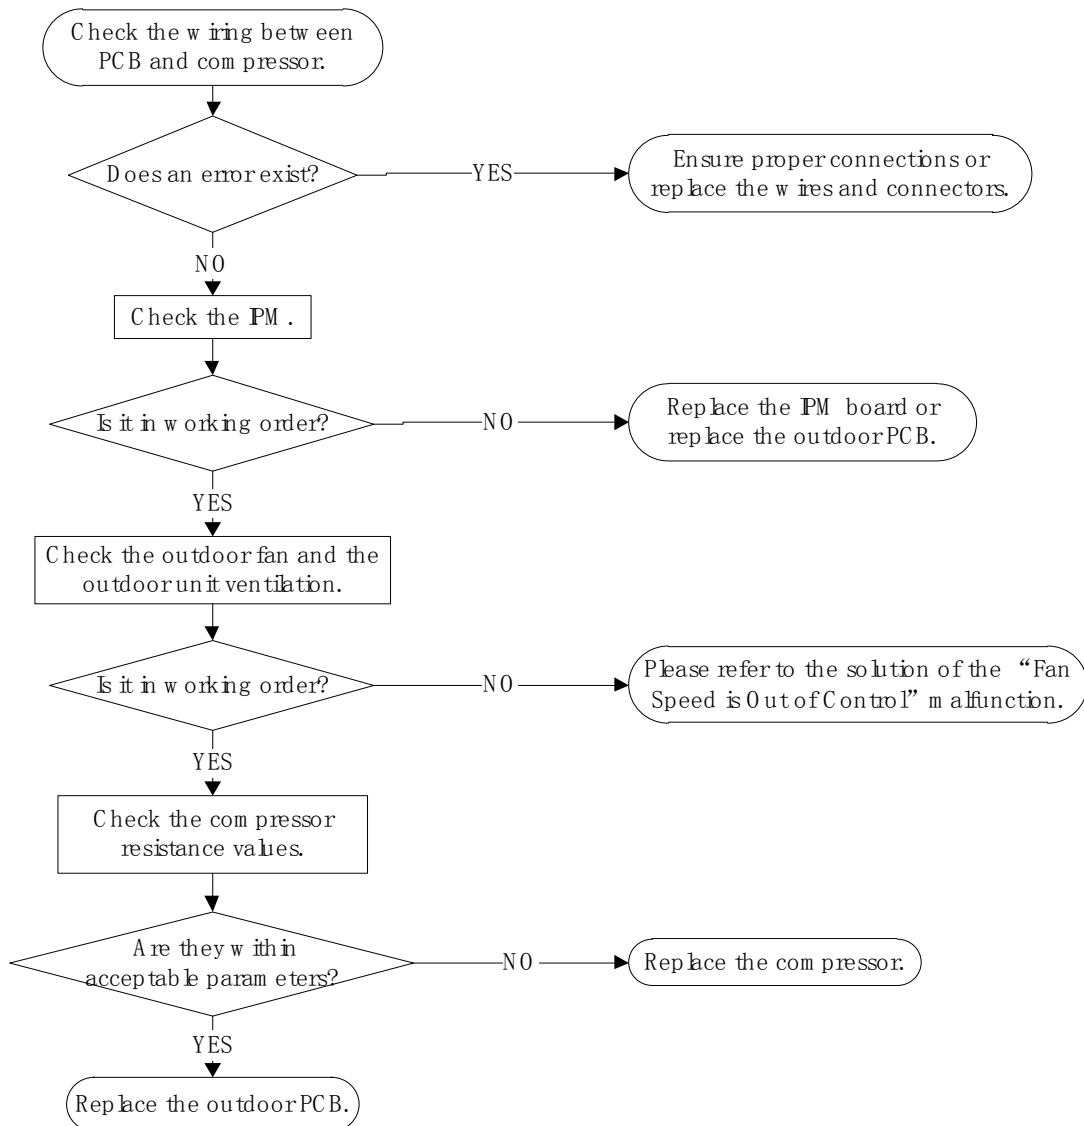 Check the wiring between
PCB and compressor.
Does an error exist?
YES
Ensure proper connections or
replace the wires and connectors.
NO
Check the IPM.
Is it in working order?
NO
Replace the IPM board or
replace the outdoor PCB.
YES
Check the outdoor fan and the
outdoor unit ventilation.
Is it in working order?
NO
Please refer to the solution of the “Fan
Speed is Out of Control” malfunction.
YES
Check the compressor
resistance values.
Are they within
acceptable parameters?
NO
Replace the compressor.
YES
Replace the outdoor PCB.